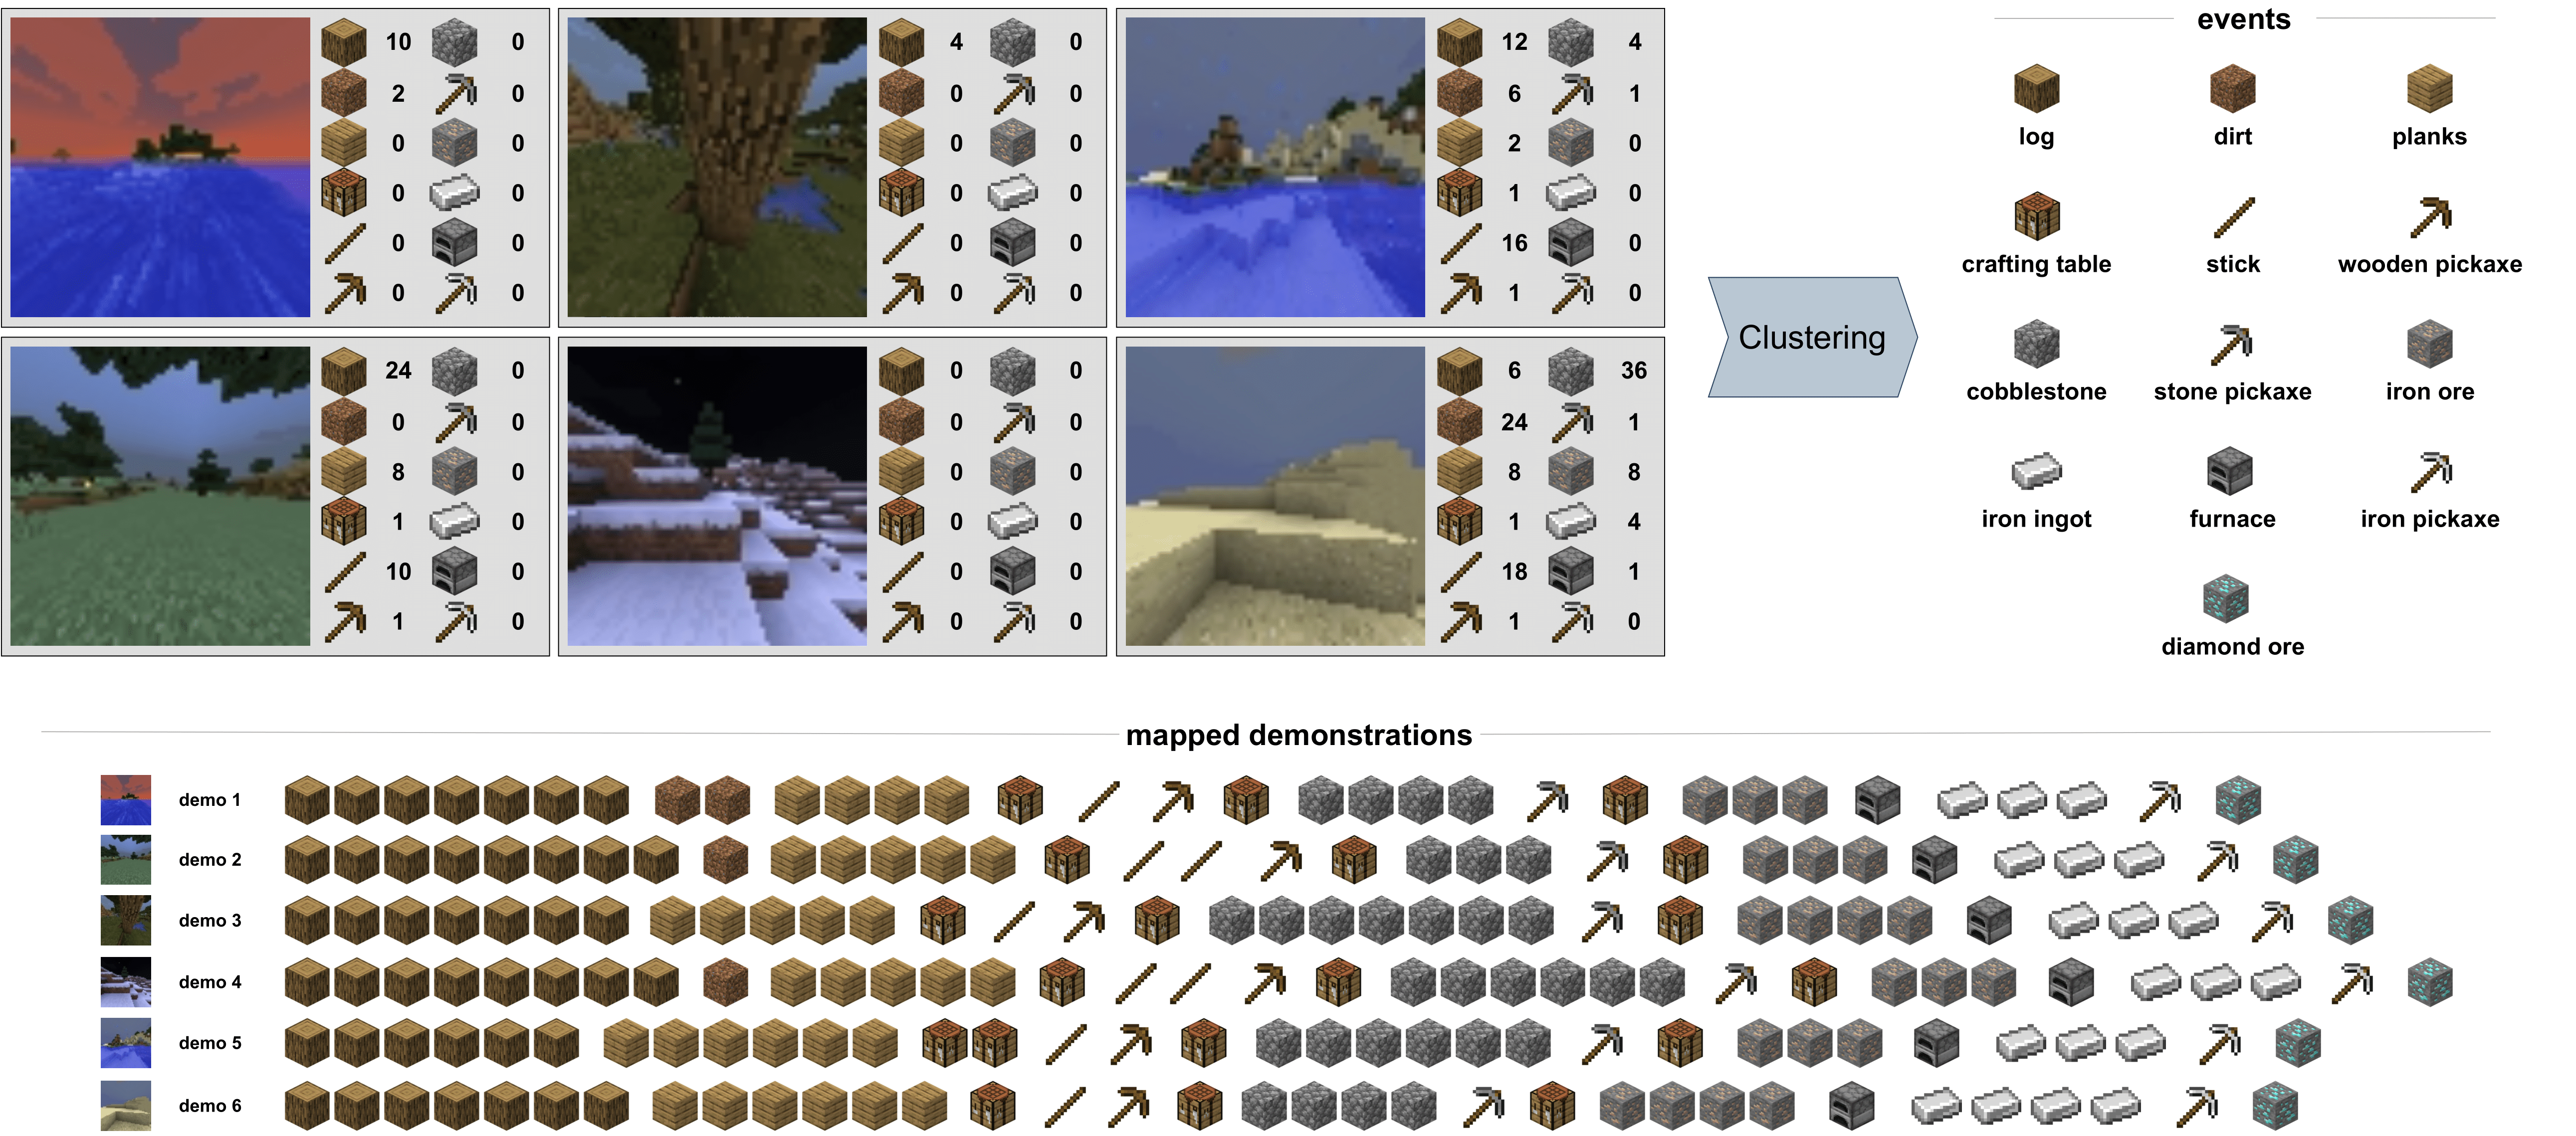 10 0
2 0
0 0
0 0
0 0
0 0
4 0
0 0
0 0
0 0
0 0
0 0
12 4
6 1
2 0
1 0
16 0
1 0
24 0
0 0
8 0
1 0
10 0
1 0
0 0
0 0
0 0
0 0
0 0
0 0
6 36
24 1
8 8
1 4
18 1
1 0
Clustering
events
log dirt planks
crafting table stick wooden pickaxe
cobblestone stone pickaxe iron ore
iron ingot furnace iron pickaxe
diamond ore
mapped demonstrations
demo 1
demo 2
demo 3
demo 4
demo 5
demo 6